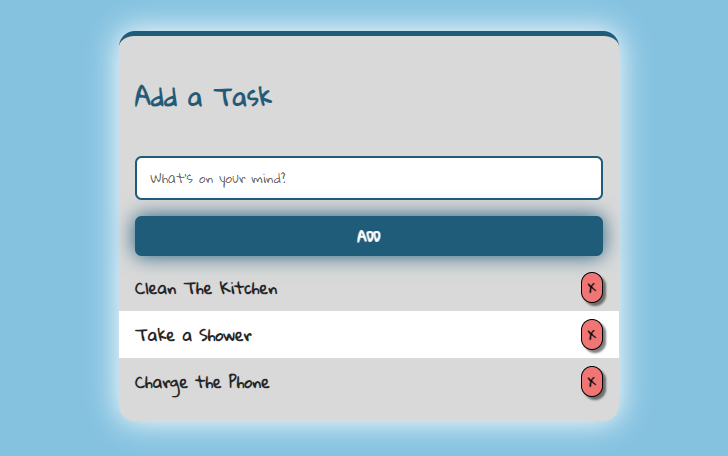 Add a Task
What's on your mind?
ADD
Clean The Kitchen
X
Take a Shower
X
Charge the Phone
X